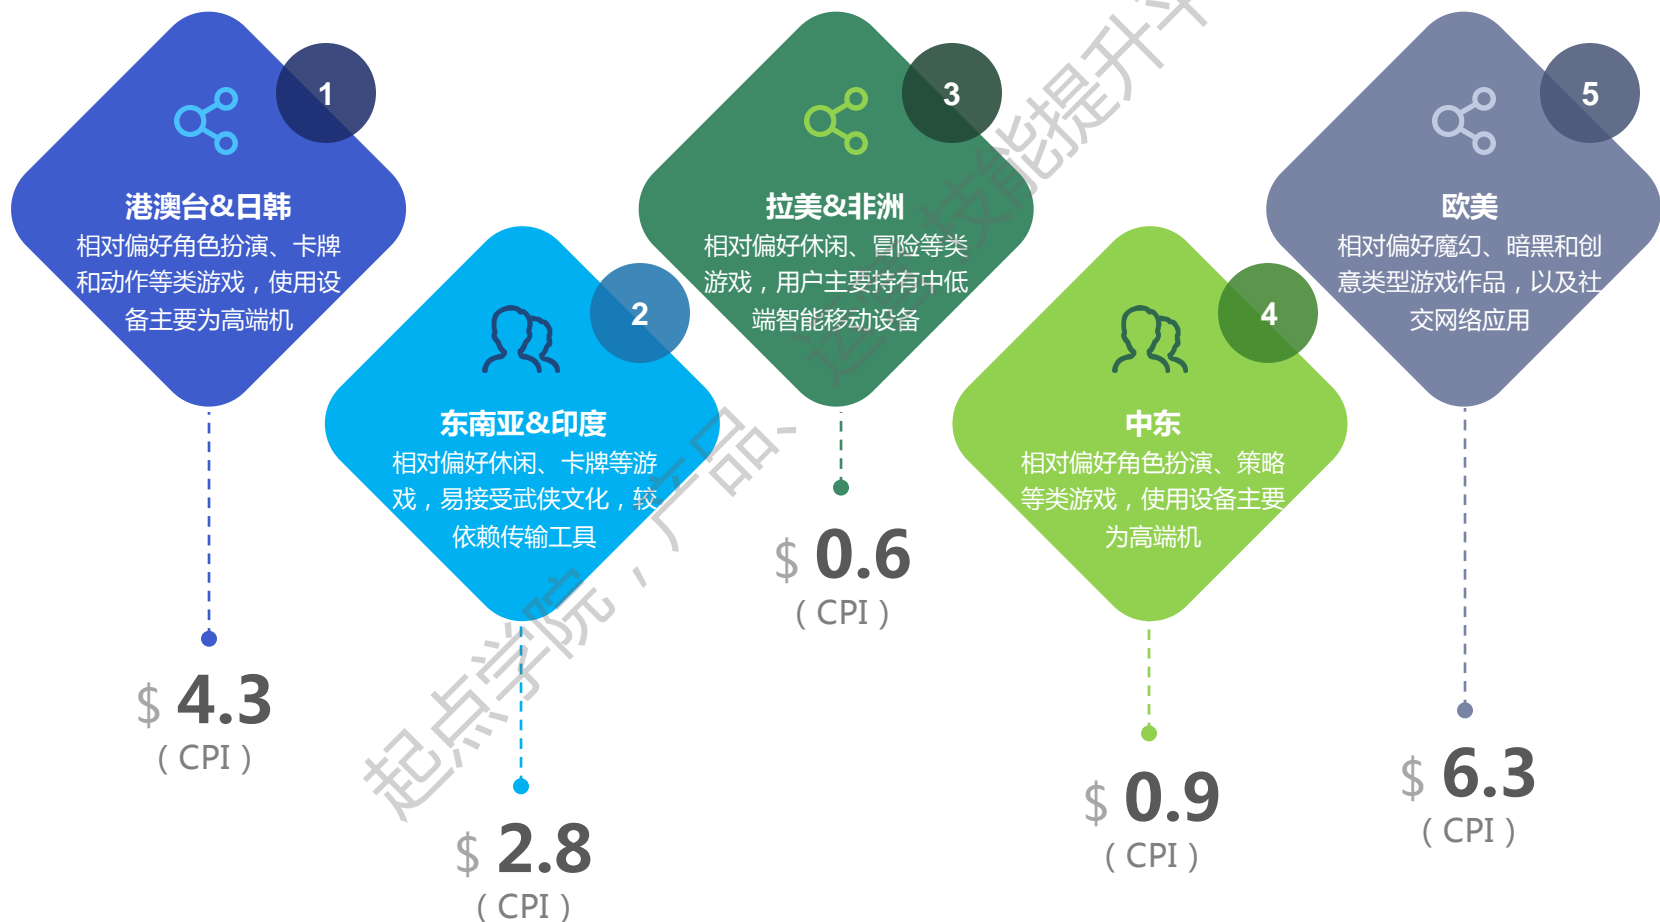 1
港澳台&日韩
相对偏好角色扮演、卡牌
和动作等类游戏，使用设
备主要为高端机
$ 4.3
（CPI）
2
东南亚&印度
相对偏好休闲、卡牌等游
戏，易接受武侠文化，较
依赖传输工具
$ 2.8
（CPI）
3
拉美&非洲
相对偏好休闲、冒险等类
游戏，用户主要持有中低
端智能移动设备
$ 0.6
（CPI）
4
中东
相对偏好角色扮演、策略
等类游戏，使用设备主要
为高端机
$ 0.9
（CPI）
5
欧美
相对偏好魔幻、暗黑和创
意类型游戏作品，以及社
交网络应用
$ 6.3
（CPI）
起点学院，产品、运营技能提升